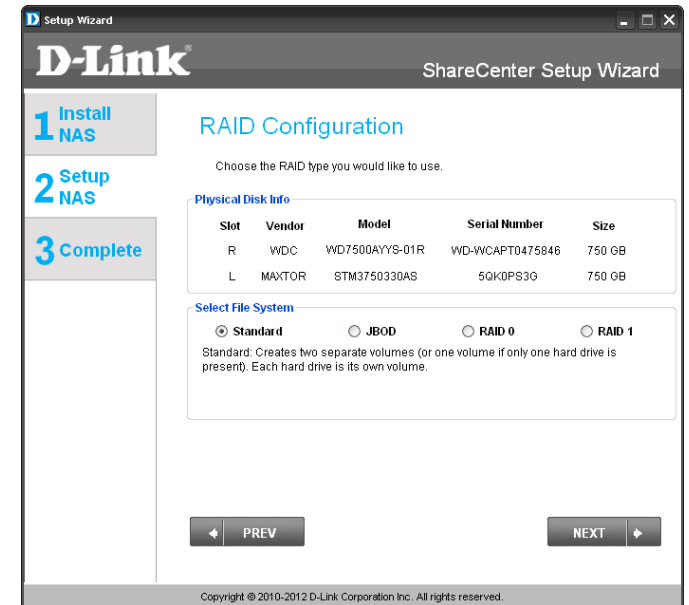 Setup Wizard
D-Link®
ShareCenter Setup Wizard
1 Install NAS
2 Setup NAS
3 Complete
RAID Configuration
Choose the RAID type you would like to use.
Physical Disk Info
Slot Vendor Model Serial Number Size
R WDC WD7500AYYS-01R WD-WCAPT0475846 750 GB
L MAXTOR STM3750330AS 5QK0PS3G 750 GB
Select File System
Standard JBOD RAID 0 RAID 1
Standard: Creates two separate volumes (or one volume if only one hard drive is
present). Each hard drive is its own volume.
PREV NEXT
Copyright © 2010-2012 D-Link Corporation Inc. All rights reserved.